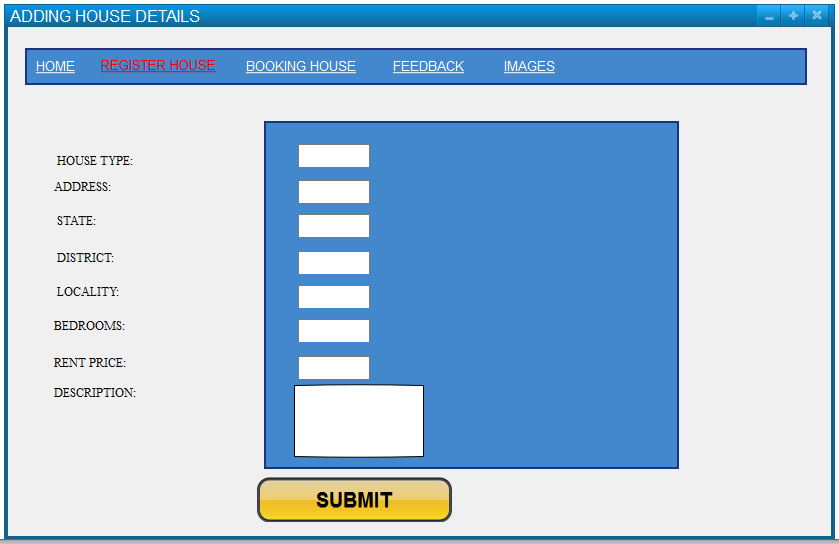 ADDING HOUSE DETAILS
HOME REGISTER HOUSE BOOKING HOUSE FEEDBACK IMAGES
HOUSE TYPE:
ADDRESS:
STATE:
DISTRICT:
LOCALITY:
BEDROOMS:
RENT PRICE:
DESCRIPTION:
SUBMIT